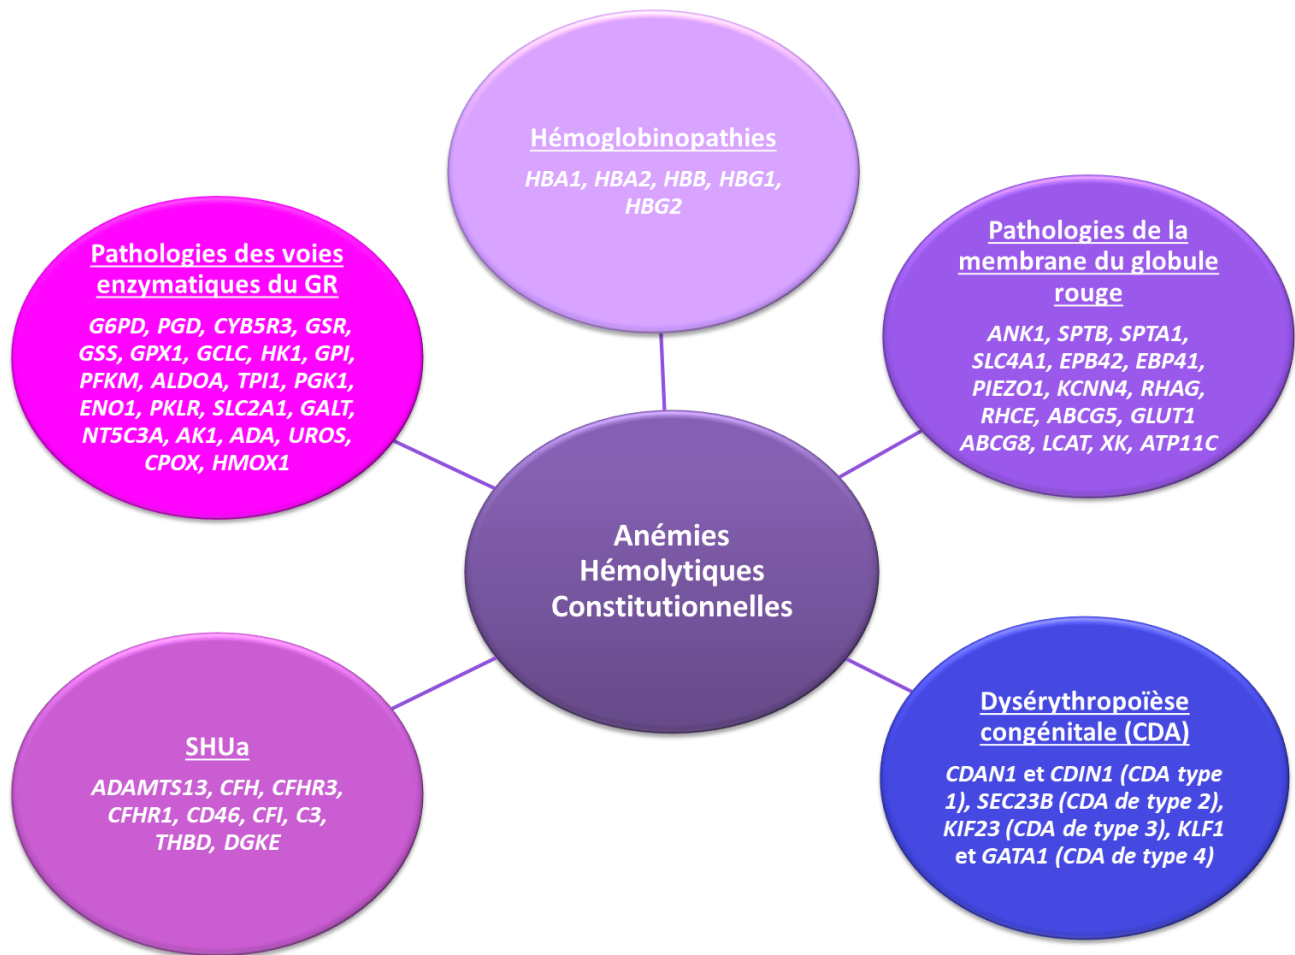 Hémoglobinopathies
HBA1, HBA2, HBB, HBG1,
HBG2
Pathologies des voies
enzymatiques du GR
G6PD, PGD, CYB5R3, GSR,
GSS, GPX1, GCLC, HK1, GPI,
PFKM, ALDOA, TPI1, PGK1,
ENO1, PKLR, SLC2A1, GALT,
NT5C3A, AK1, ADA, UROS,
CPOX, HMOX1
Pathologies de la
membrane du globule
rouge
ANK1, SPTB, SPTA1,
SLC4A1, EPB42, EBP41,
PIEZO1, KCNN4, RHAG,
RHCE, ABCG5, GLUT1
ABCG8, LCAT, XK, ATP11C
Anémies
Hémolytiques
Constitutionnelles
SHUa
ADAMTS13, CFH, CFHR3,
CFHR1, CD46, CFI, C3,
THBD, DGKE
Dysérythropoïèse
congénitale (CDA)
CDAN1 et CDIN1 (CDA type
1), SEC23B (CDA de type 2),
KIF23 (CDA de type 3), KLF1
et GATA1 (CDA de type 4)